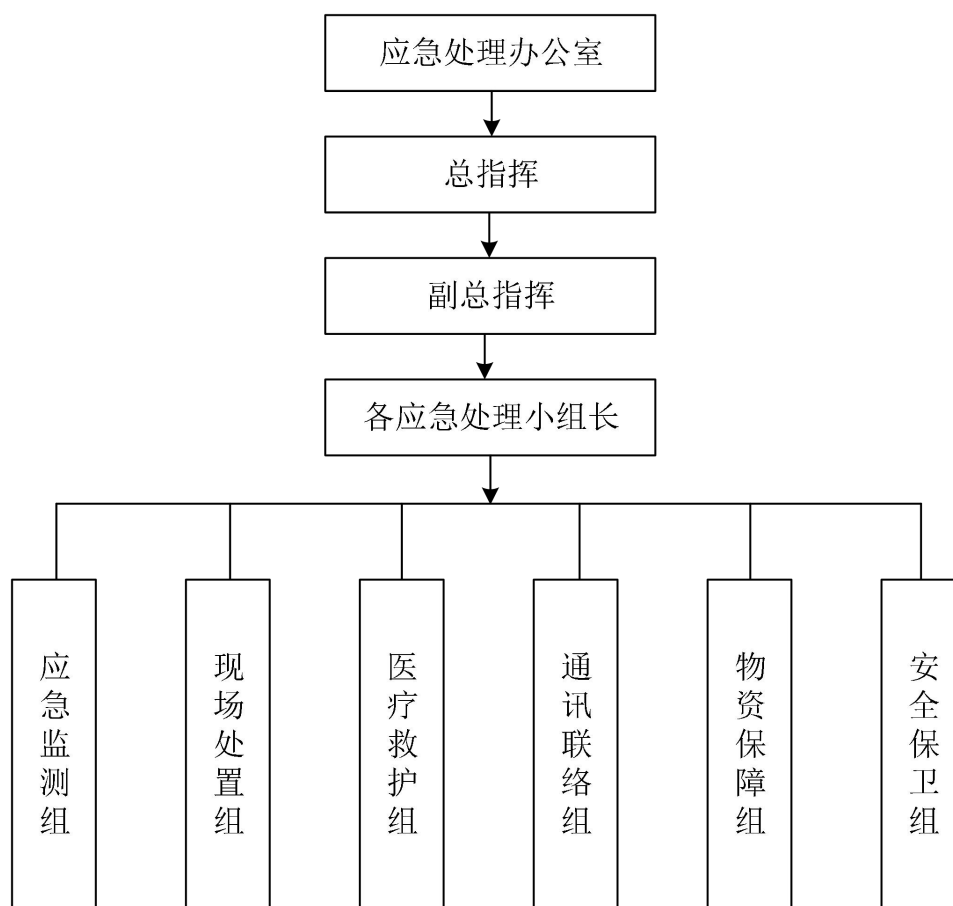 应急处理办公室
总指挥
副总指挥
各应急处理小组长
应急监测组
现场处置组
医疗救护组
通讯联络组
物资保障组
安全保卫组